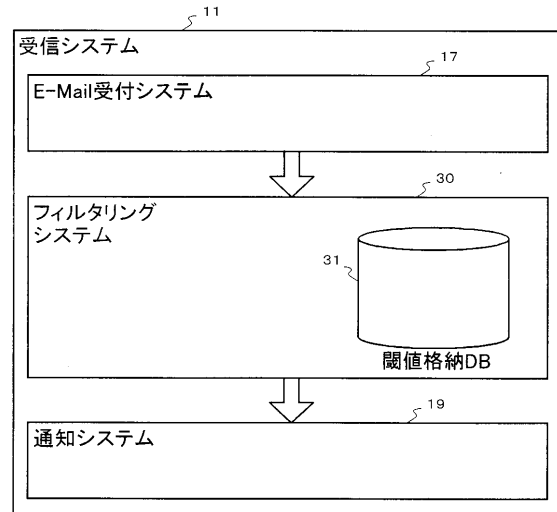 11
受信システム
17
E-Mail受付システム
30
フィルタリング
システム
31
閾値格納DB
19
通知システム